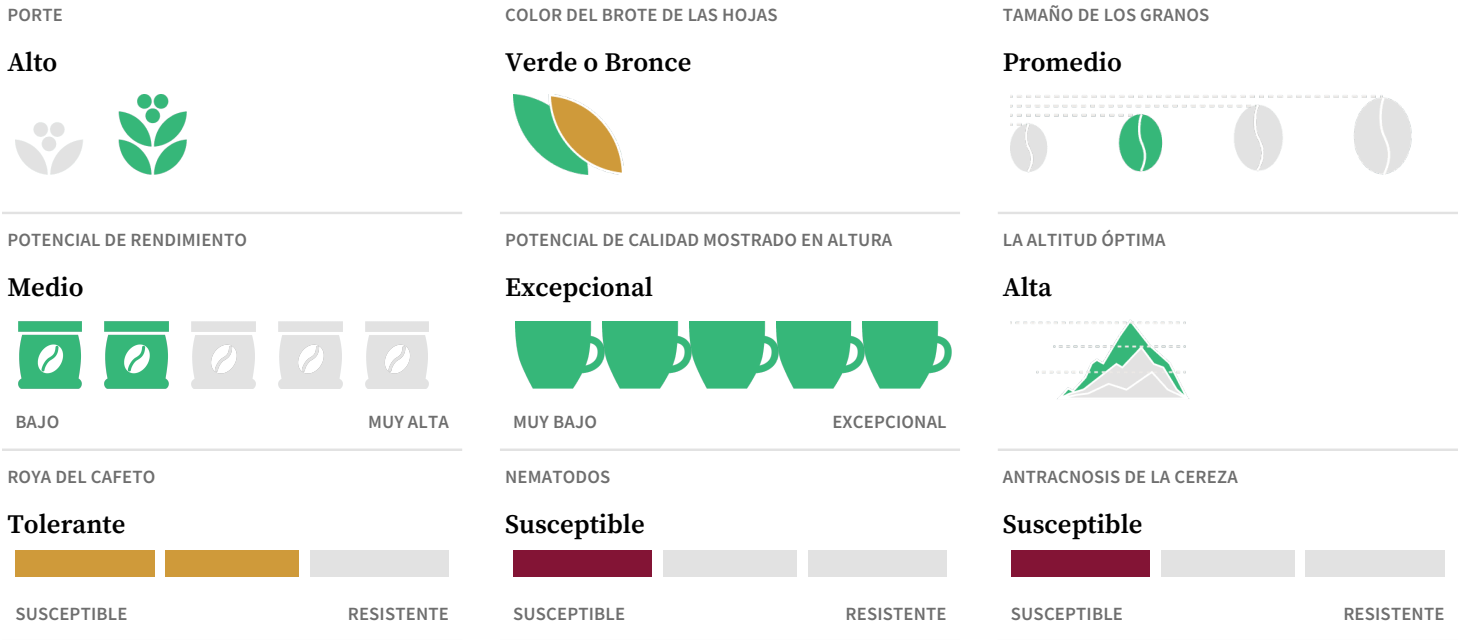 PORTE
Alto
COLOR DEL BROTE DE LAS HOJAS
Verde o Bronce
TAMAÑO DE LOS GRANOS
Promedio
POTENCIAL DE RENDIMIENTO
Medio
BAJO
MUY ALTA
POTENCIAL DE CALIDAD MOSTRADO EN ALTURA
Excepcional
MUY BAJO
EXCEPCIONAL
LA ALTITUD ÓPTIMA
Alta
ROYA DEL CAFETO
Tolerante
SUSCEPTIBLE
RESISTENTE
NEMATODOS
Susceptible
SUSCEPTIBLE
RESISTENTE
ANTRACNOSIS DE LA CEREZA
Susceptible
SUSCEPTIBLE
RESISTENTE